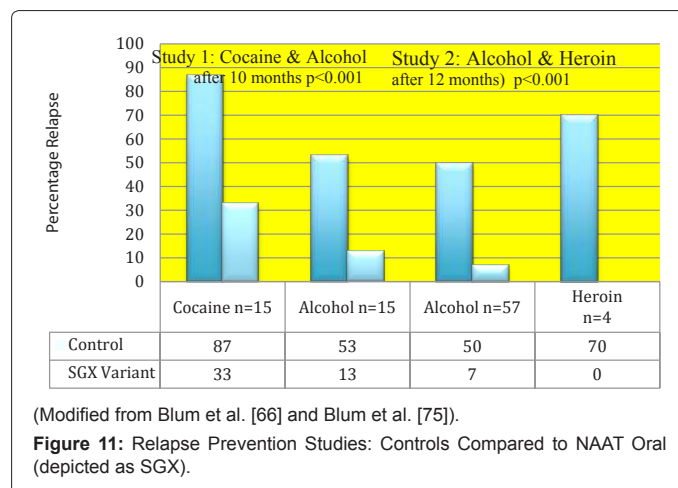 100
90
80
70
60
50
40
30
20
10
0
Percentage Relapse
Study 1: Cocaine & Alcohol
after 10 months p<0.001
Study 2: Alcohol & Heroin
after 12 months) p<0.001
Cocaine n=15 Alcohol n=15 Alcohol n=57 Heroin
n=4
Control 87 53 50 70
SGX Variant 33 13 7 0
(Modified from Blum et al. [66] and Blum et al. [75]).
Figure 11: Relapse Prevention Studies: Controls Compared to NAAT Oral
(depicted as SGX).